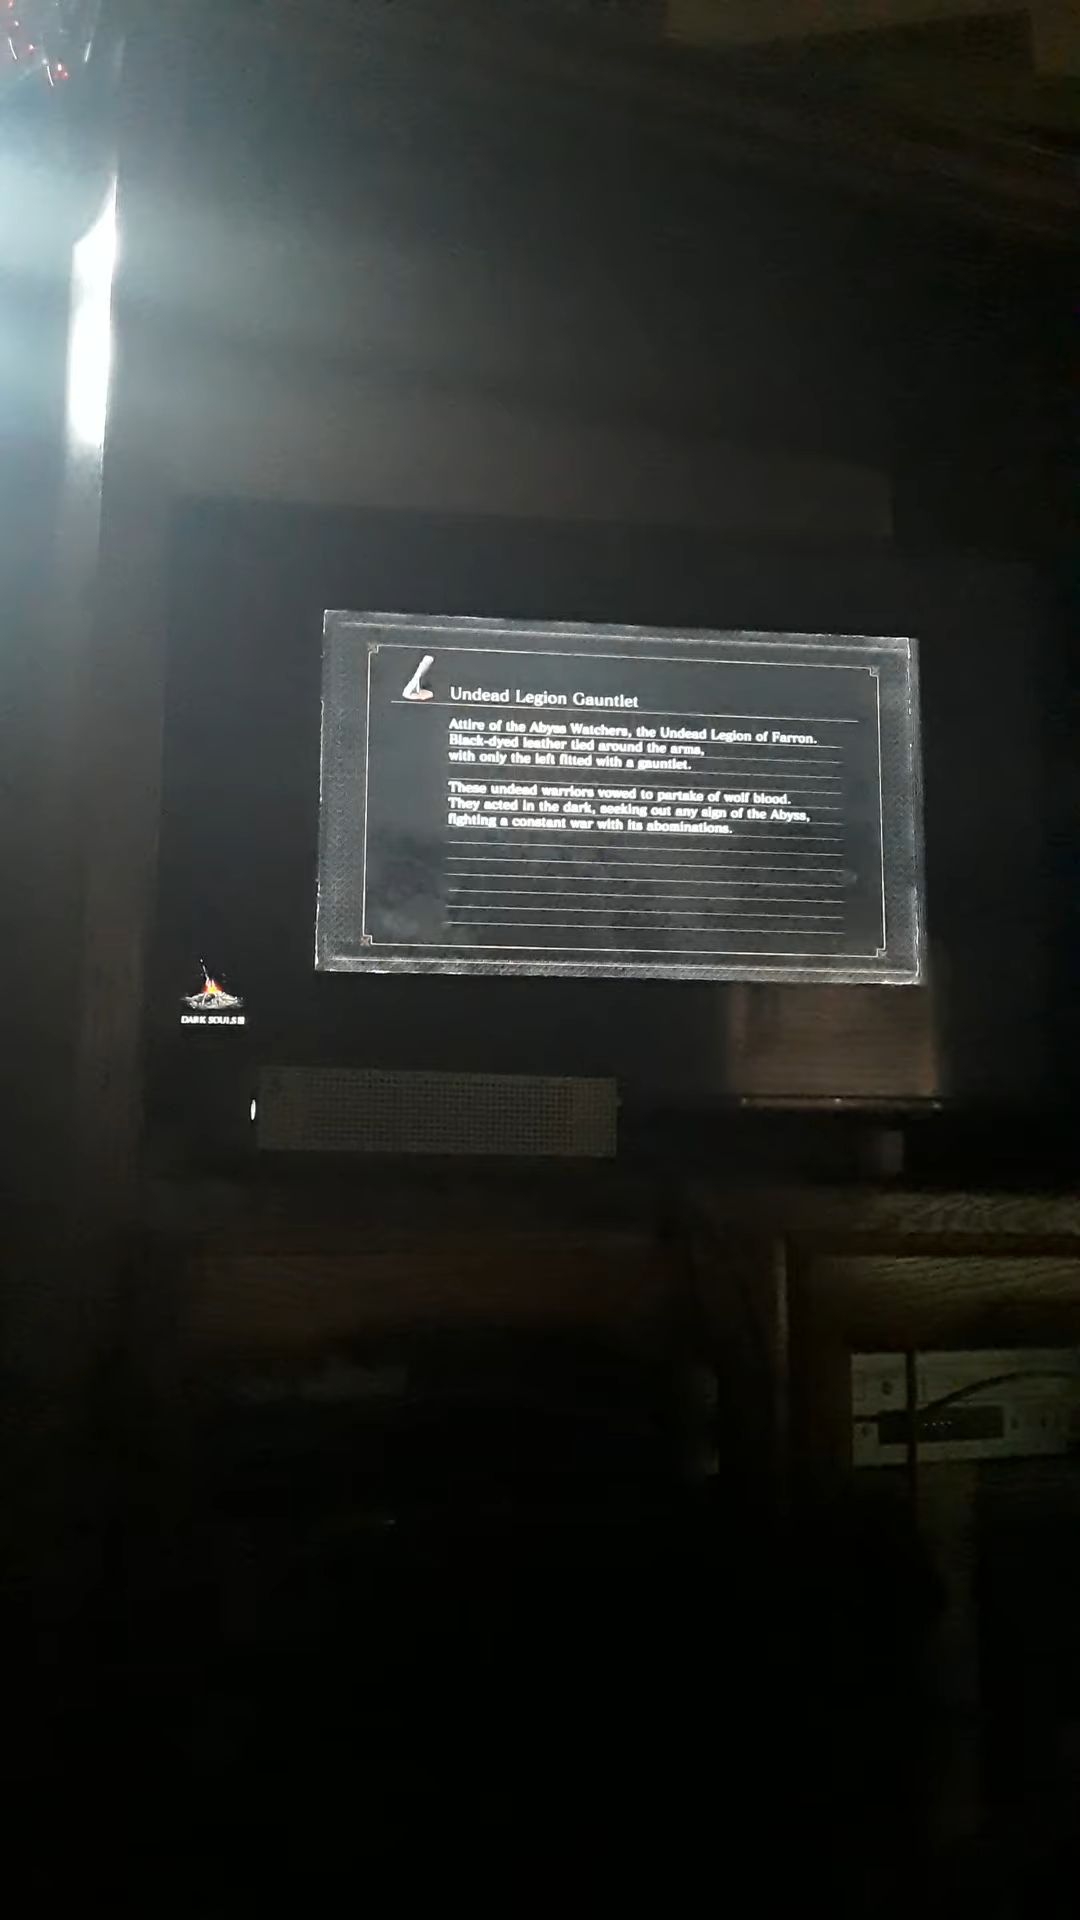 Undead Legion Gauntlet
Attire of the Abyss Watchers, the Undead Legion of Farron.
Black-dyed leather tied around the arms,
with only the left fitted with a gauntlet.
These undead warriors vowed to partake of wolf blood.
They acted in the dark, seeking out any sign of the Abyss,
fighting a constant war with its abominations.
DARK SOULS III